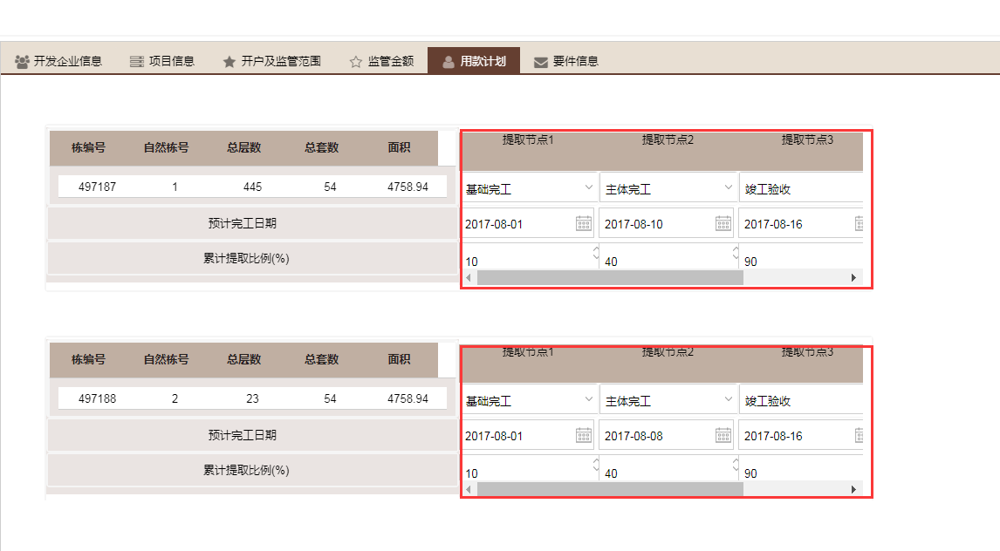 开发企业信息 项目信息 开户及监管范围 监管金额 用款计划 要件信息
栋编号 自然栋号 总层数 总套数 面积 提取节点1 提取节点2 提取节点3
497187 1 445 54 4758.94 基础完工 主体完工 竣工验收
预计完工日期 2017-08-01 2017-08-10 2017-08-16
累计提取比例(%) 10 40 90
栋编号 自然栋号 总层数 总套数 面积 提取节点1 提取节点2 提取节点3
497188 2 23 54 4758.94 基础完工 主体完工 竣工验收
预计完工日期 2017-08-01 2017-08-08 2017-08-16
累计提取比例(%) 10 40 90